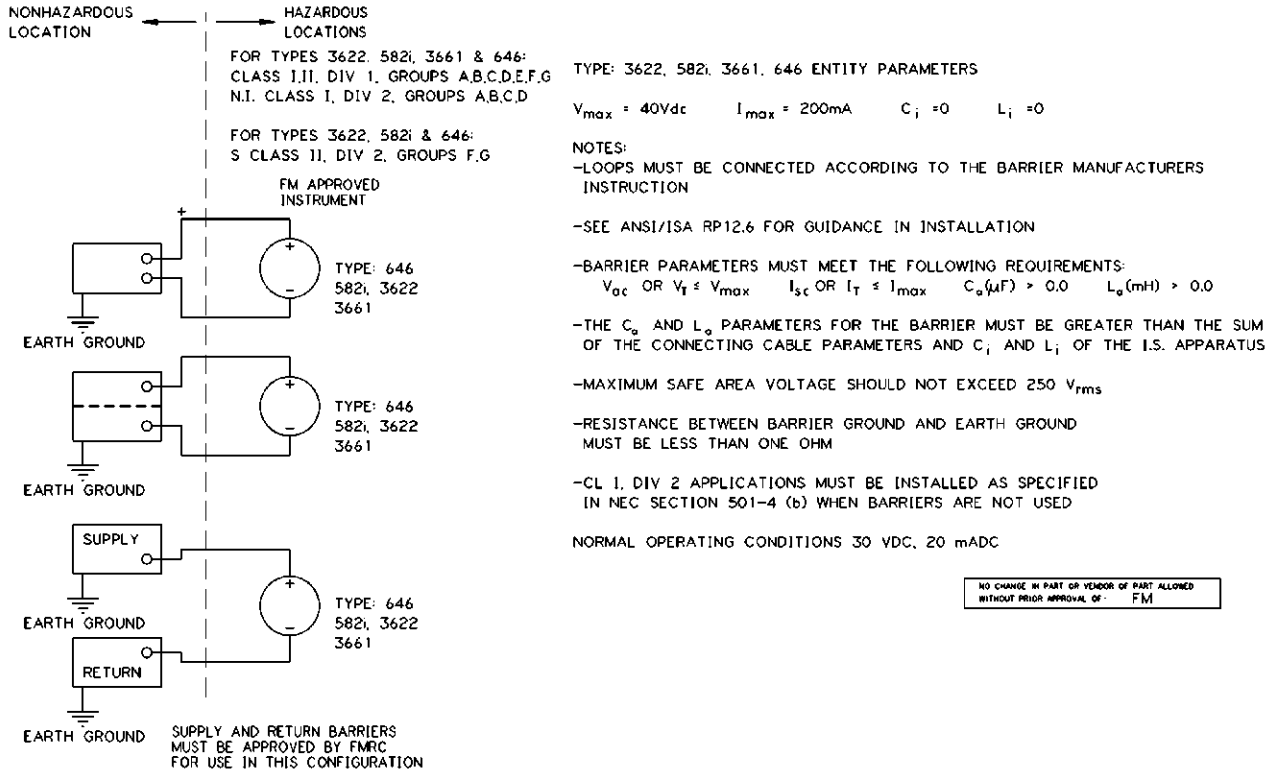 NONHAZARDOUS
LOCATION
HAZARDOUS
LOCATIONS
FOR TYPES 3622, 582i, 3661 & 646:
CLASS I,II, DIV 1, GROUPS A,B,C,D,E,F,G
N.I. CLASS I, DIV 2, GROUPS A,B,C,D
FOR TYPES 3622, 582i & 646:
S CLASS II, DIV 2, GROUPS F,G
FM APPROVED
INSTRUMENT
+
+
−
TYPE: 646
582i, 3622
3661
EARTH GROUND
+
−
TYPE: 646
582i, 3622
3661
EARTH GROUND
SUPPLY
+
−
TYPE: 646
582i, 3622
3661
EARTH GROUND
RETURN
EARTH GROUND
SUPPLY AND RETURN BARRIERS
MUST BE APPROVED BY FMRC
FOR USE IN THIS CONFIGURATION
TYPE: 3622, 582i, 3661, 646 ENTITY PARAMETERS
Vmax = 40Vdc Imax = 200mA Ci =0 Li =0
NOTES:
-LOOPS MUST BE CONNECTED ACCORDING TO THE BARRIER MANUFACTURERS
INSTRUCTION
-SEE ANSI/ISA RP12.6 FOR GUIDANCE IN INSTALLATION
-BARRIER PARAMETERS MUST MEET THE FOLLOWING REQUIREMENTS:
Vac OR VT ≤ Vmax Isc OR IT ≤ Imax Ca(μF) > 0.0 La(mH) > 0.0
-THE Ca AND La PARAMETERS FOR THE BARRIER MUST BE GREATER THAN THE SUM
OF THE CONNECTING CABLE PARAMETERS AND Ci AND Li OF THE I.S. APPARATUS
-MAXIMUM SAFE AREA VOLTAGE SHOULD NOT EXCEED 250 Vrms
-RESISTANCE BETWEEN BARRIER GROUND AND EARTH GROUND
MUST BE LESS THAN ONE OHM
-CL I, DIV 2 APPLICATIONS MUST BE INSTALLED AS SPECIFIED
IN NEC SECTION 501-4 (b) WHEN BARRIERS ARE NOT USED
NORMAL OPERATING CONDITIONS 30 VDC, 20 mADC
NO CHANGE IN PART OR VENDOR OF PART ALLOWED
WITHOUT PRIOR APPROVAL OF: FM